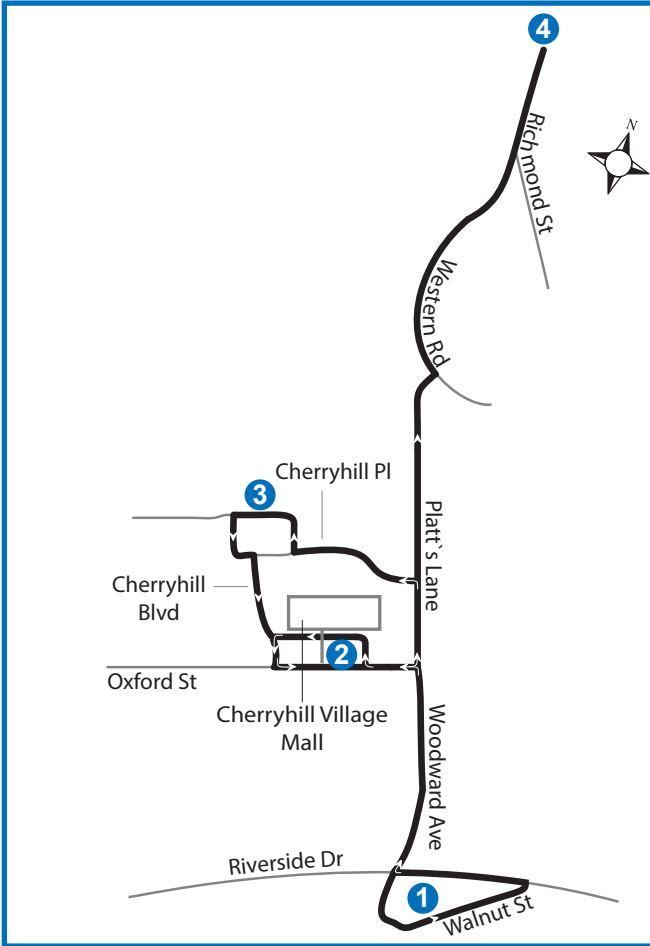 4
N
Richmond St
Western Rd
Cherryhill Pl
3
Platt`s Lane
Cherryhill
Blvd
2
Oxford St
Cherryhill Village
Mall
Woodward Ave
Riverside Dr
1
Walnut St